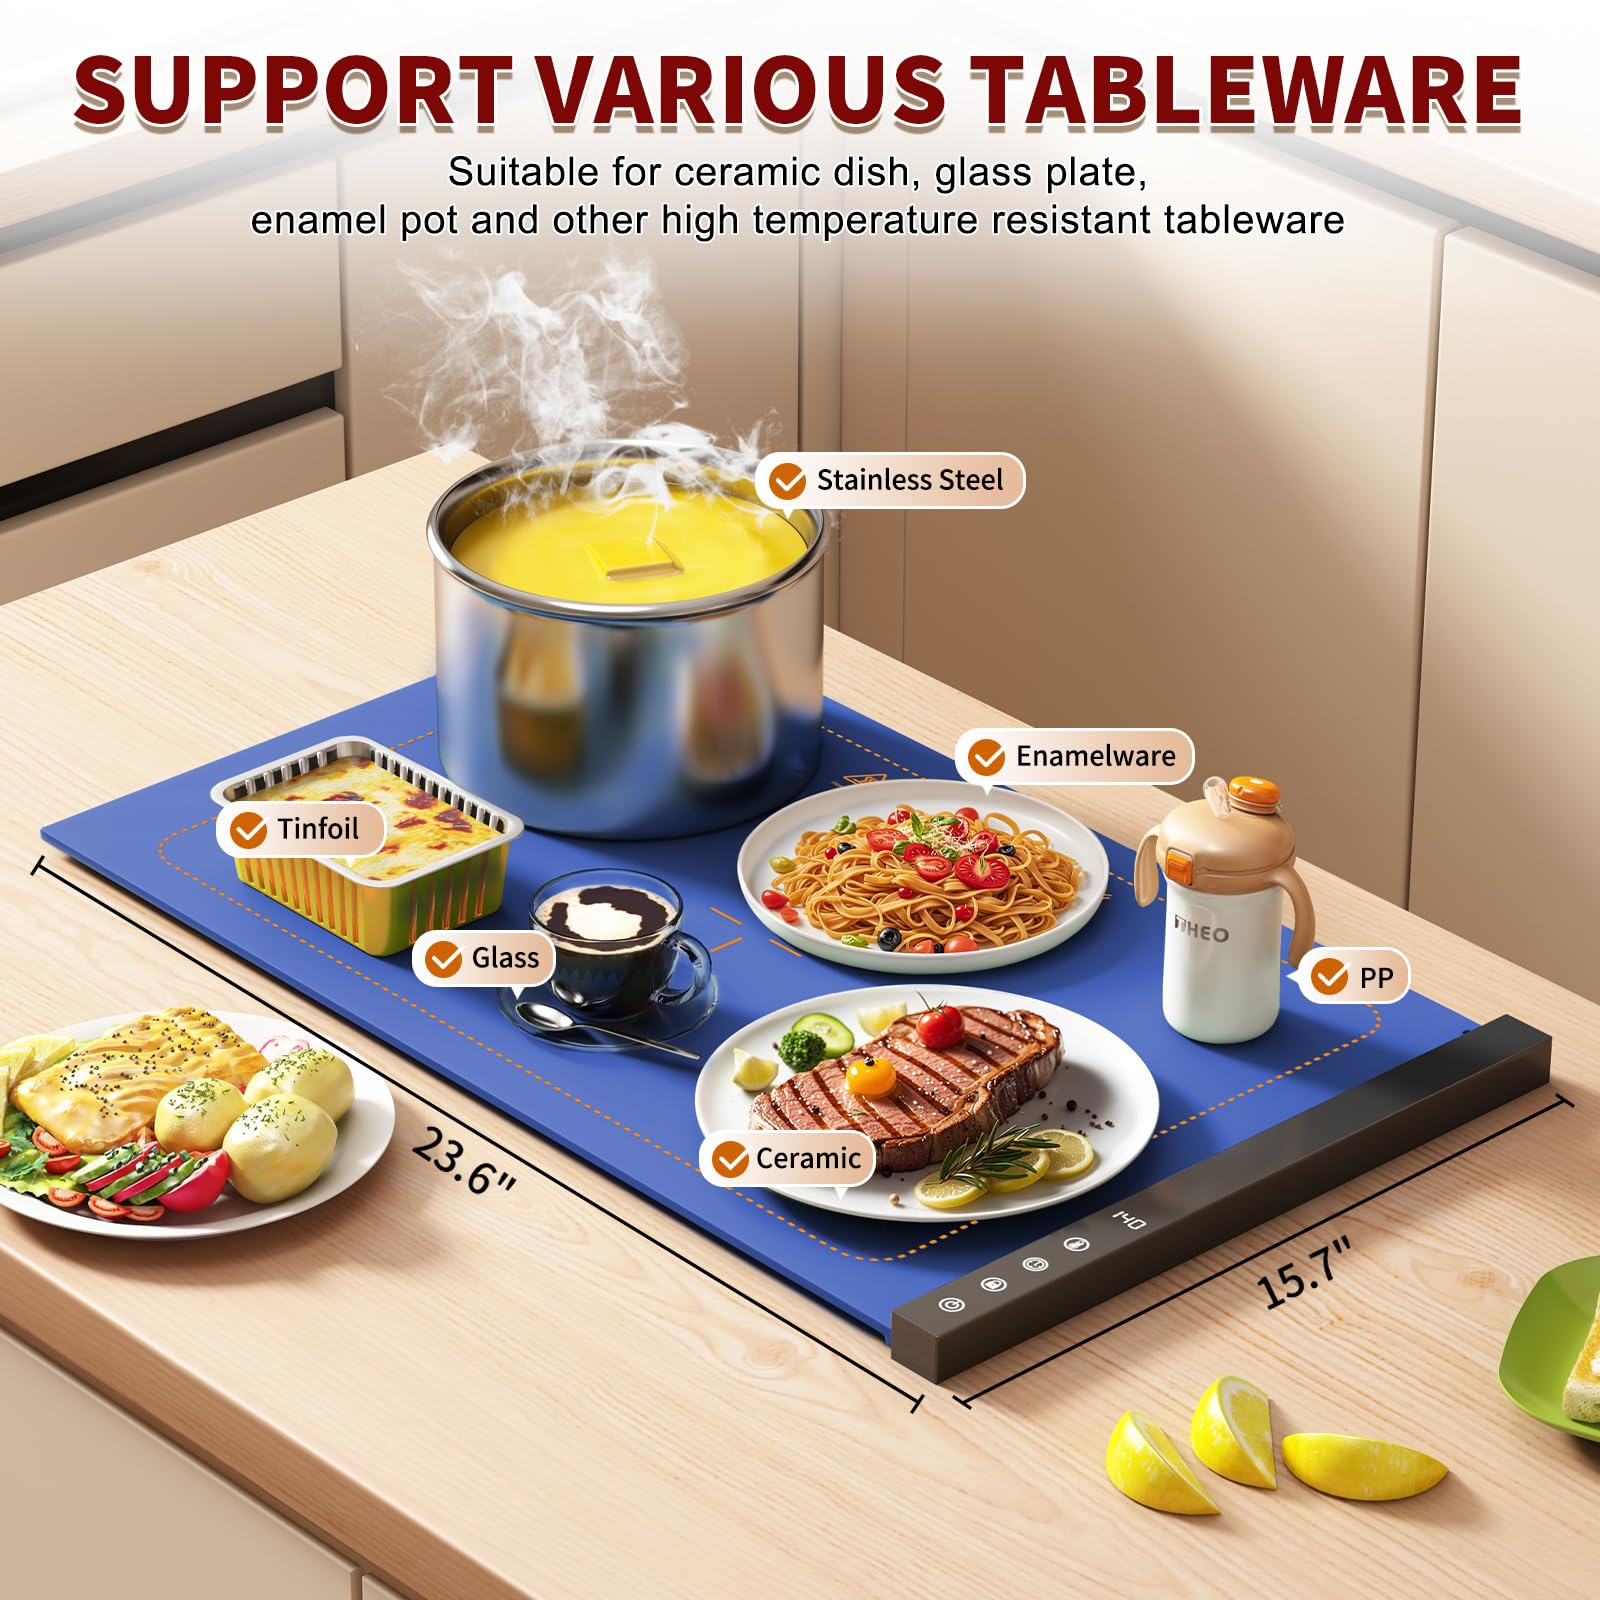 SUPPORT VARIOUS TABLEWARE
Suitable for ceramic dish, glass plate,
enamel pot and other high temperature resistant tableware
Stainless Steel
Enamelware
Tinfoil
THEO
Glass
PP
Ceramic
23.6"
140
15.7"